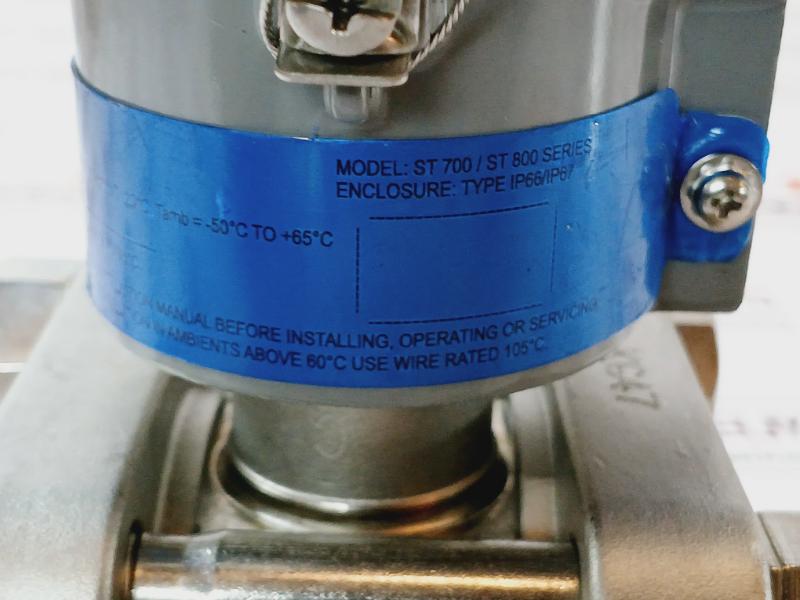 MODEL: ST 700 / ST 800 SERIES
ENCLOSURE: TYPE IP66/IP67
Tamb = -50°C TO +65°C
MANUAL BEFORE INSTALLING, OPERATING OR SERVICING
AMBIENTS ABOVE 60°C USE WIRE RATED 105°C